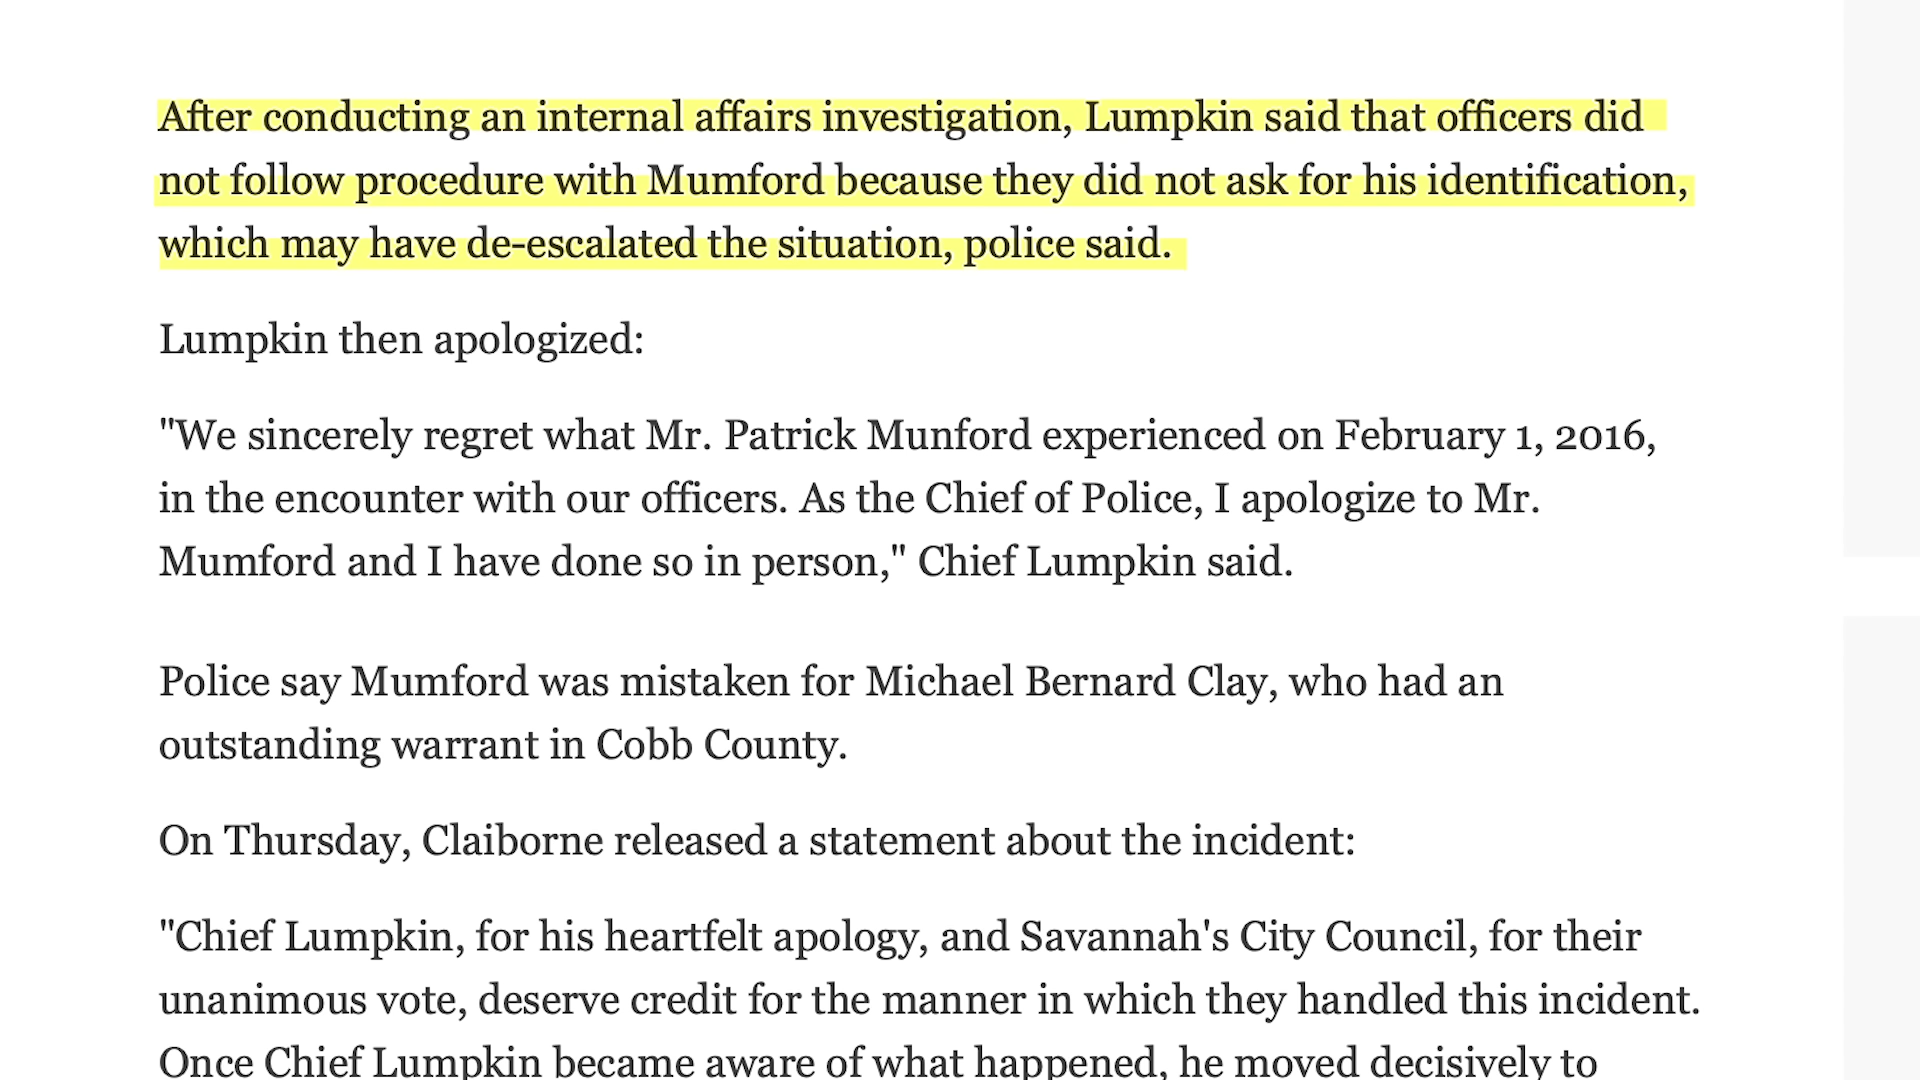 After conducting an internal affairs investigation, Lumpkin said that officers did
not follow procedure with Mumford because they did not ask for his identification,
which may have de-escalated the situation, police said.
Lumpkin then apologized:
"We sincerely regret what Mr. Patrick Munford experienced on February 1, 2016,
in the encounter with our officers. As the Chief of Police, I apologize to Mr.
Mumford and I have done so in person," Chief Lumpkin said.
Police say Mumford was mistaken for Michael Bernard Clay, who had an
outstanding warrant in Cobb County.
On Thursday, Claiborne released a statement about the incident:
"Chief Lumpkin, for his heartfelt apology, and Savannah's City Council, for their
unanimous vote, deserve credit for the manner in which they handled this incident.
Once Chief Lumpkin became aware of what happened, he moved decisively to